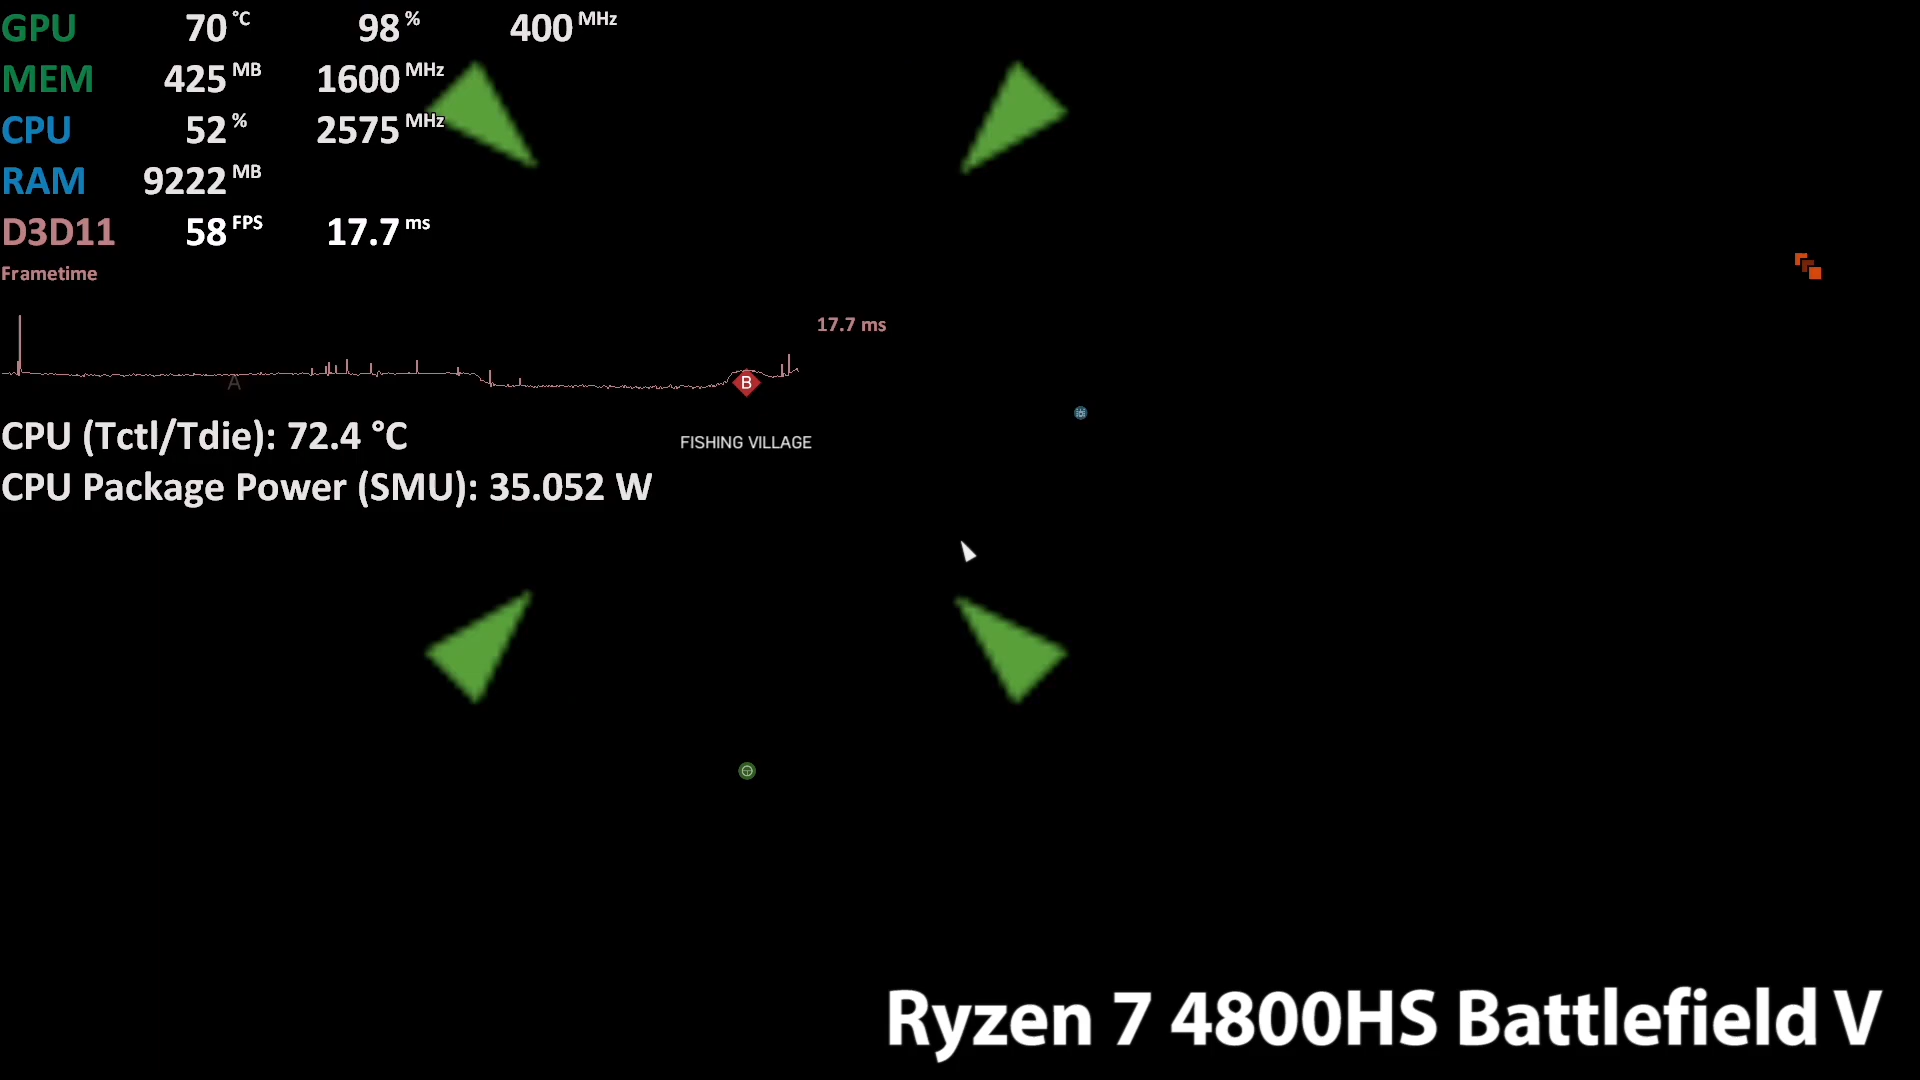 GPU 70 °C 98 % 400 MHz
MEM 425 MB 1600 MHz
CPU 52 % 2575 MHz
RAM 9222 MB
D3D11 58 FPS 17.7 ms
Frametime
17.7 ms
A
B
CPU (Tctl/Tdie): 72.4 °C
FISHING VILLAGE
CPU Package Power (SMU): 35.052 W
Ryzen 7 4800HS Battlefield V